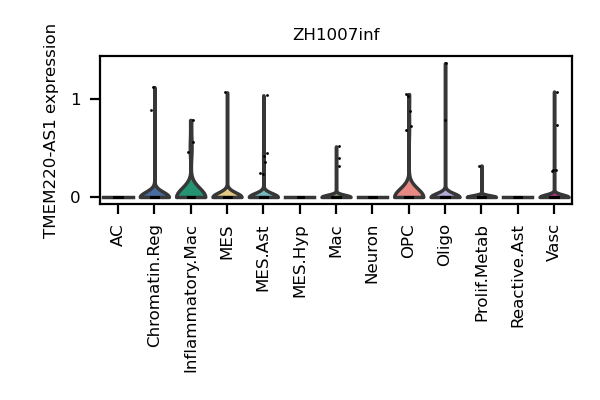 ZH1007inf
TMEM220-AS1 expression
1
0
AC
Chromatin.Reg
Inflammatory.Mac
MES
MES.Ast
MES.Hyp
Mac
Neuron
OPC
Oligo
Prolif.Metab
Reactive.Ast
Vasc